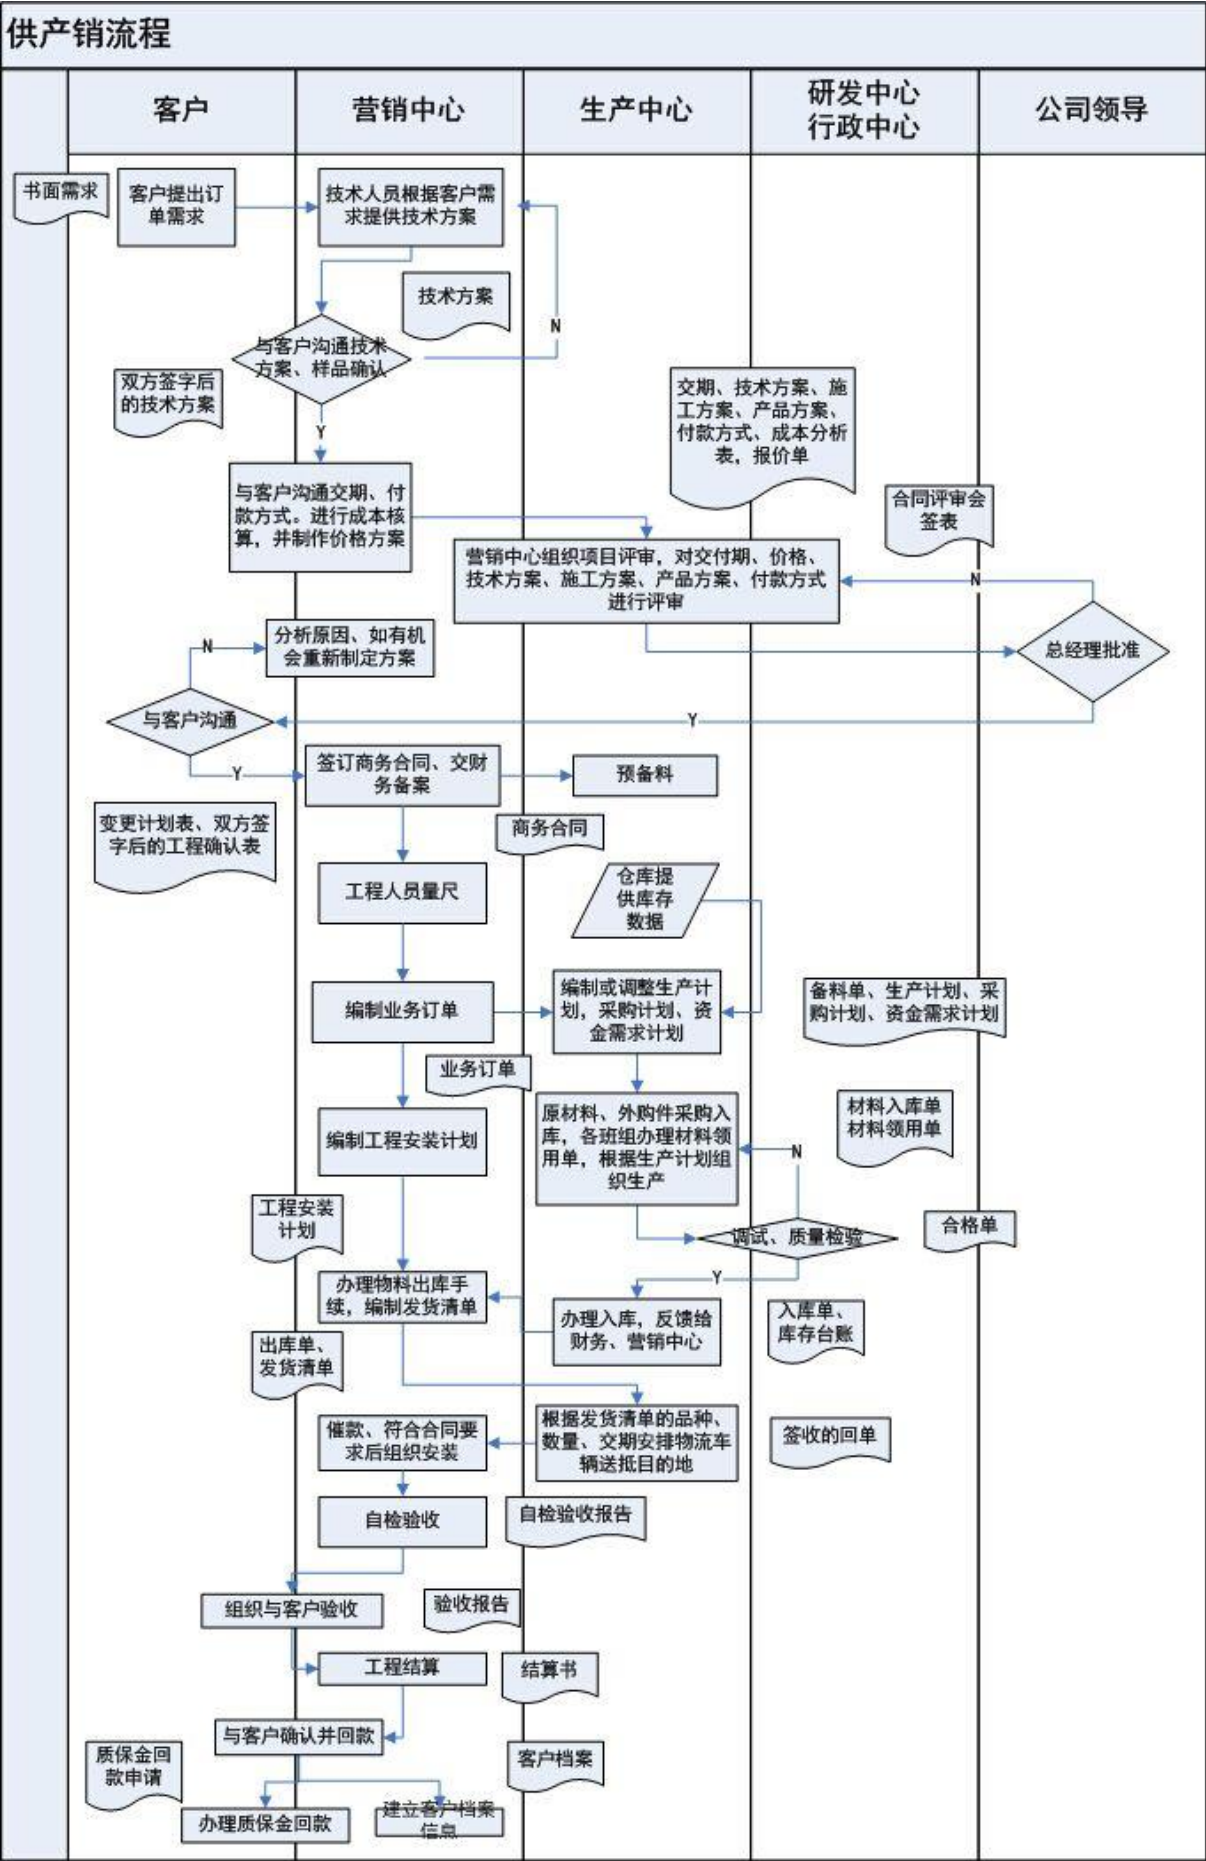 供产销流程
客户
营销中心
生产中心
研发中心
行政中心
公司领导
书面需求
客户提出订
单需求
技术人员根据客户需
求提供技术方案
技术方案
N
与客户沟通技术
方案、样品确认
双方签字后
的技术方案
Y
交期、技术方案、施
工方案、产品方案、
付款方式、成本分析
表，报价单
与客户沟通交期、付
款方式。进行成本核
算，并制作价格方案
合同评审会
签表
营销中心组织项目评审，对交付期、价格、
技术方案、施工方案、产品方案、付款方式
进行评审
N
分析原因、如有机
会重新制定方案
N
总经理批准
与客户沟通
Y
Y
签订商务合同、交财
务备案
预备料
变更计划表、双方签
字后的工程确认表
商务合同
工程人员量尺
仓库提
供库存
数据
编制业务订单
编制或调整生产计
划，采购计划、资
金需求计划
备料单、生产计划、采
购计划、资金需求计划
业务订单
编制工程安装计划
原材料、外购件采购入
库，各班组办理材料领
用单，根据生产计划组
织生产
材料入库单
材料领用单
N
工程安装
计划
调试、质量检验
合格单
Y
办理物料出库手
续，编制发货清单
办理入库，反馈给
财务、营销中心
入库单、
库存台账
出库单、
发货清单
催款、符合合同要
求后组织安装
根据发货清单的品种、
数量、交期安排物流车
辆送抵目的地
签收的回单
自检验收
自检验收报告
组织与客户验收
验收报告
工程结算
结算书
与客户确认并回款
质保金回
款申请
客户档案
办理质保金回款
建立客户档案
信息